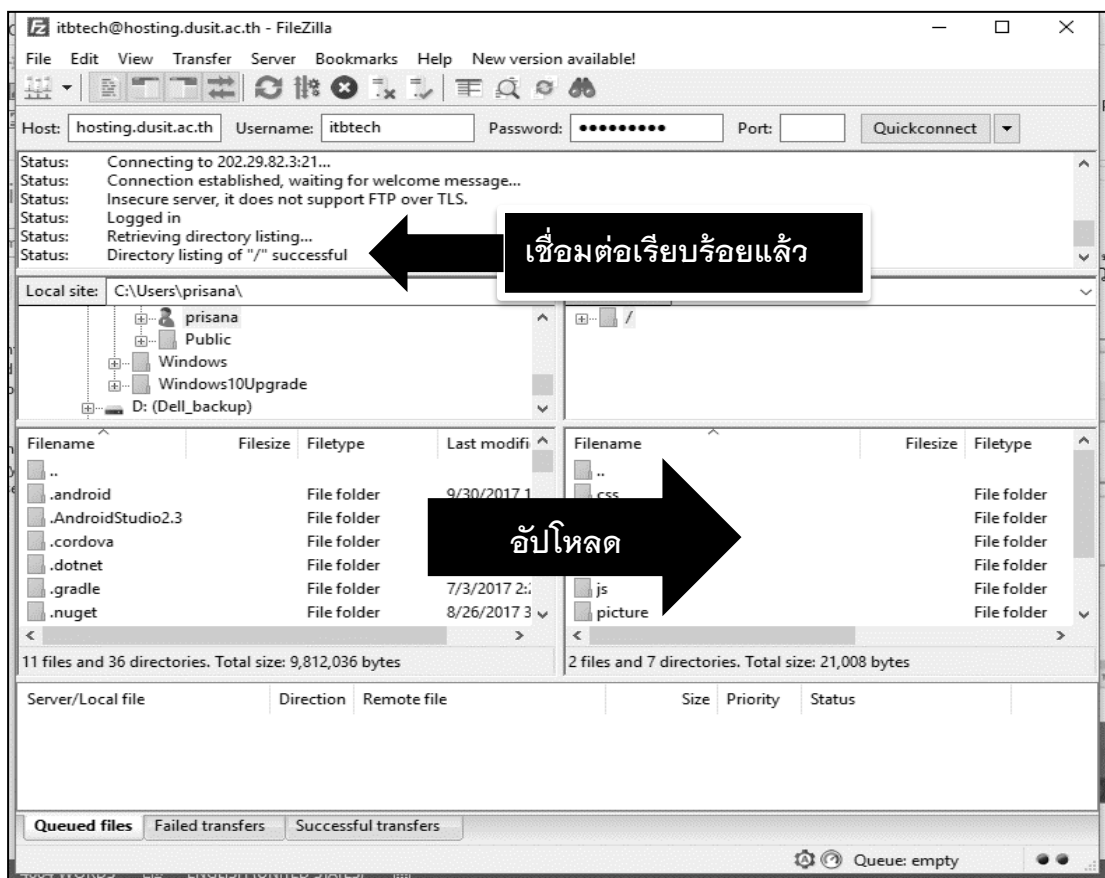 itbtech@hosting.dusit.ac.th - FileZilla
File Edit View Transfer Server Bookmarks Help New version available!
Host: hosting.dusit.ac.th Username: itbtech Password: ●●●●●●●●● Port: Quickconnect
Status: Connecting to 202.29.82.3:21...
Status: Connection established, waiting for welcome message...
Status: Insecure server, it does not support FTP over TLS.
Status: Logged in
Status: Retrieving directory listing...
Status: Directory listing of "/" successful
เชื่อมต่อเรียบร้อยแล้ว
Local site: C:\Users\prisana\
prisana
Public
Windows
Windows10Upgrade
D: (Dell_backup)
/
Filename Filesize Filetype Last modifi
..
.android File folder 9/30/2017 1
.AndroidStudio2.3 File folder
.cordova File folder
.dotnet File folder
.gradle File folder 7/3/2017 2:
.nuget File folder 8/26/2017 3
11 files and 36 directories. Total size: 9,812,036 bytes
อัปโหลด
Filename Filesize Filetype
..
css File folder
File folder
File folder
File folder
js File folder
picture File folder
2 files and 7 directories. Total size: 21,008 bytes
Server/Local file Direction Remote file Size Priority Status
Queued files Failed transfers Successful transfers
Queue: empty